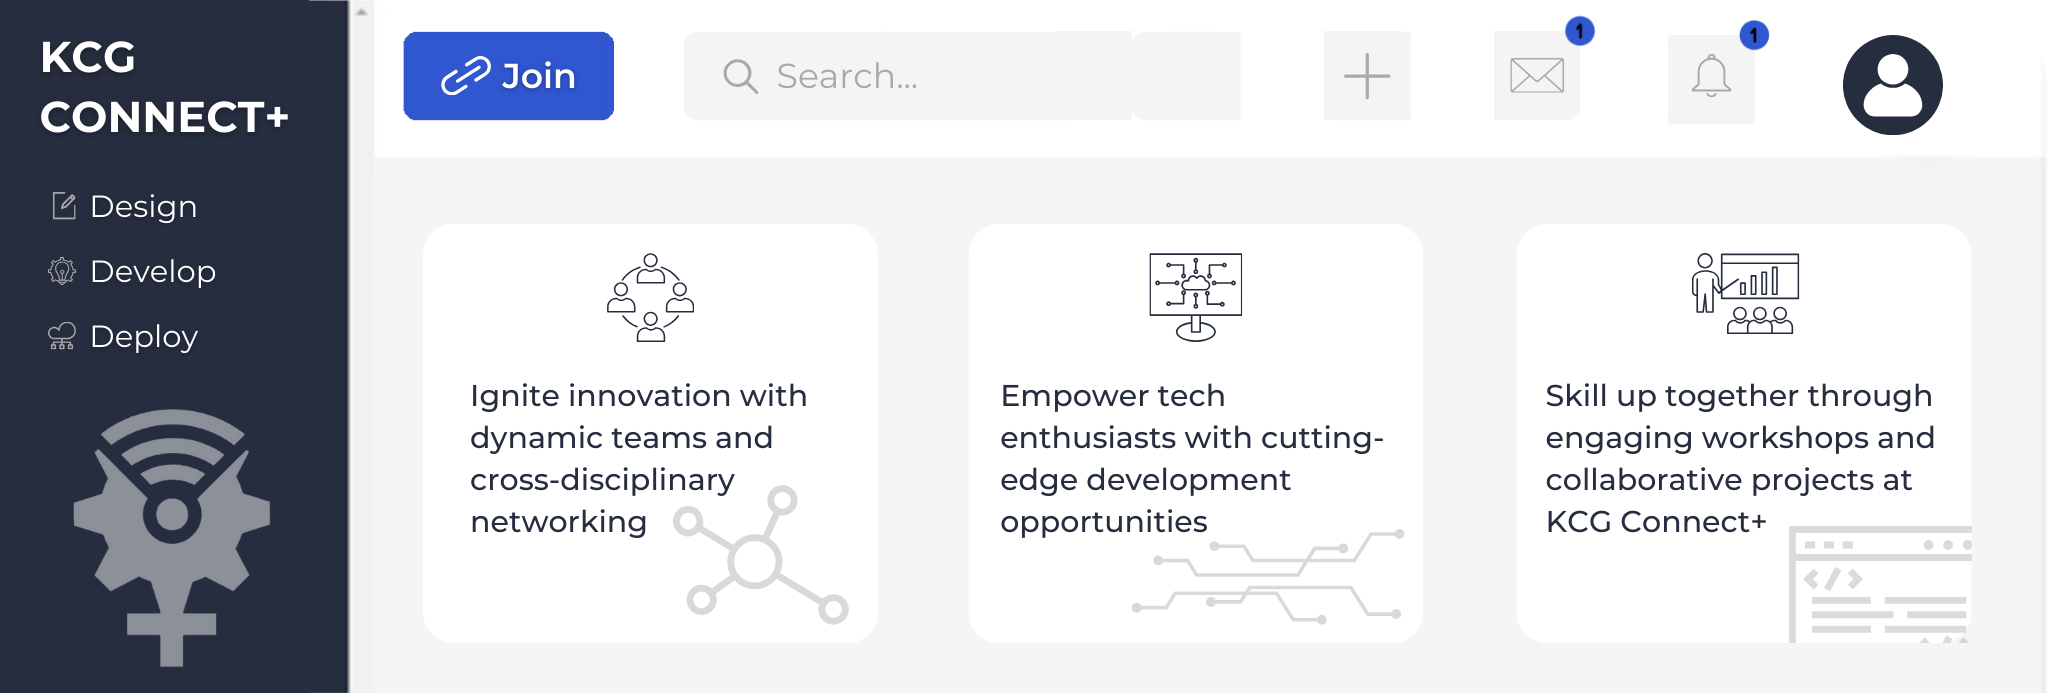 KCG
CONNECT+
Design
Develop
Deploy
Join
Search...
1
1
Ignite innovation with
dynamic teams and
cross-disciplinary
networking
Empower tech
enthusiasts with cutting-
edge development
opportunities
Skill up together through
engaging workshops and
collaborative projects at
KCG Connect+